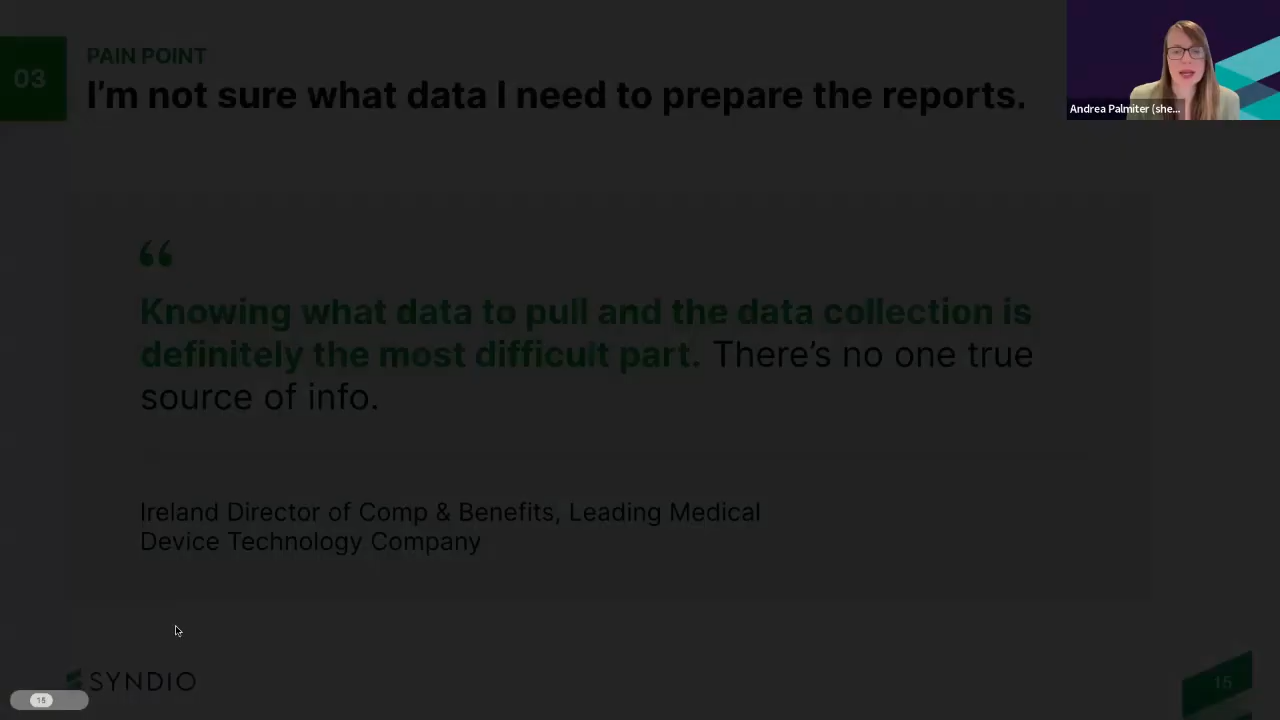 03
PAIN POINT
I'm not sure what data I need to prepare the reports.
Andrea Palmiter (she...
“
Knowing what data to pull and the data collection is
definitely the most difficult part. There's no one true
source of info.
Ireland Director of Comp & Benefits, Leading Medical
Device Technology Company
SYNDIO
15
15